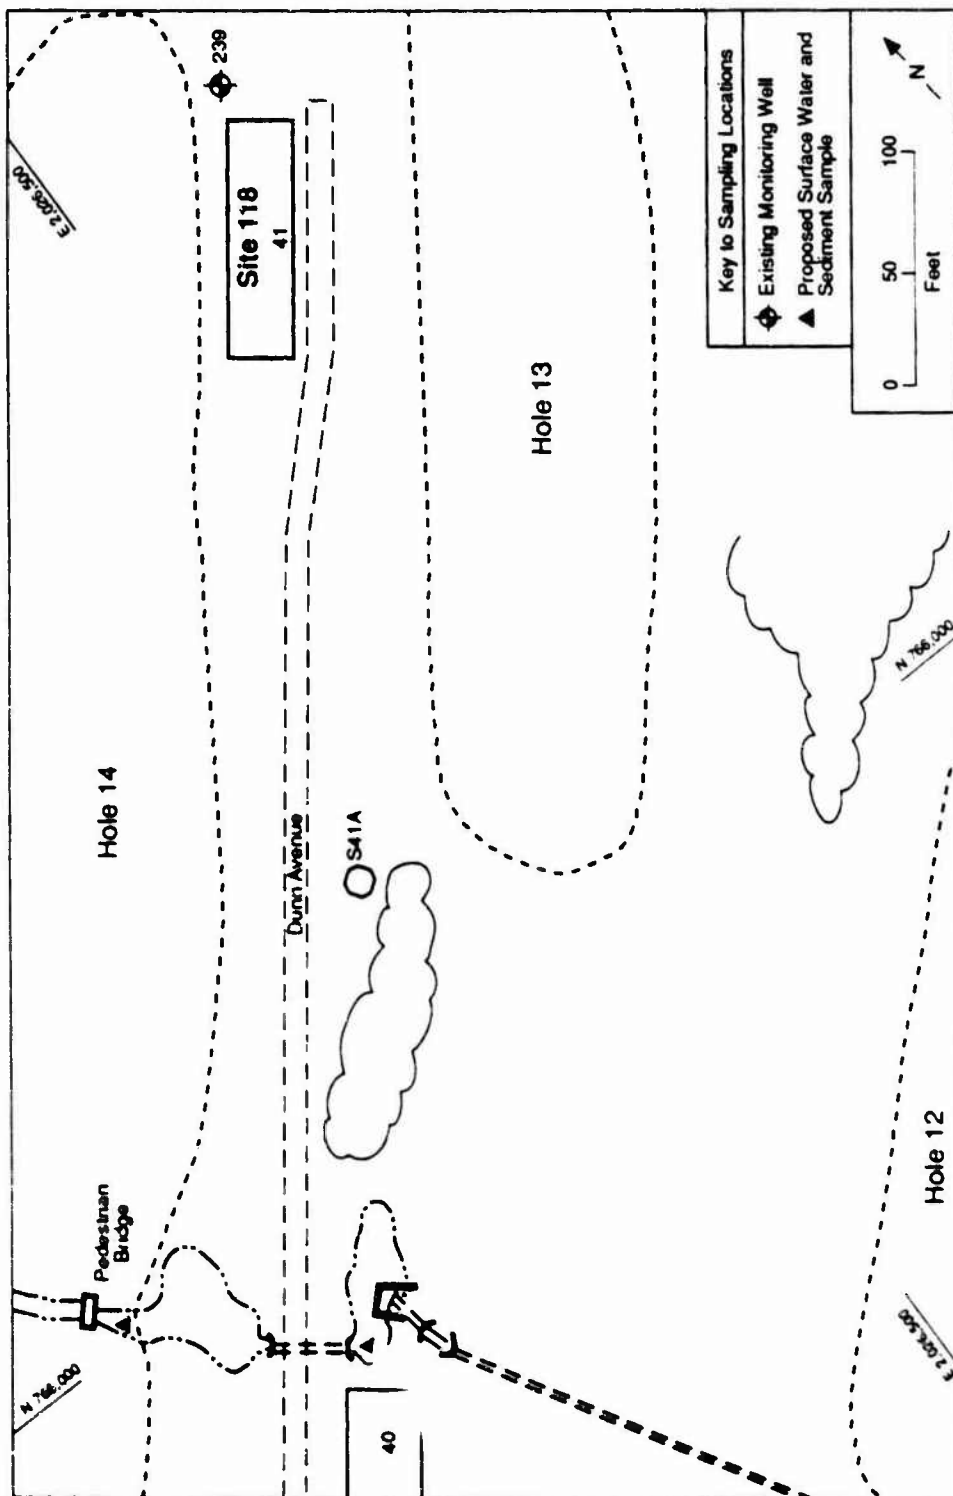 E 2,026,500
239
Site 118
41
Hole 14
Hole 13
Dunn Avenue
S41A
Pedestrian
Bridge
N 766,000
40
Hole 12
E 2,026,500
N 766,000
Key to Sampling Locations
Existing Monitoring Well
Proposed Surface Water and
Sediment Sample
0 50 100
Feet
N